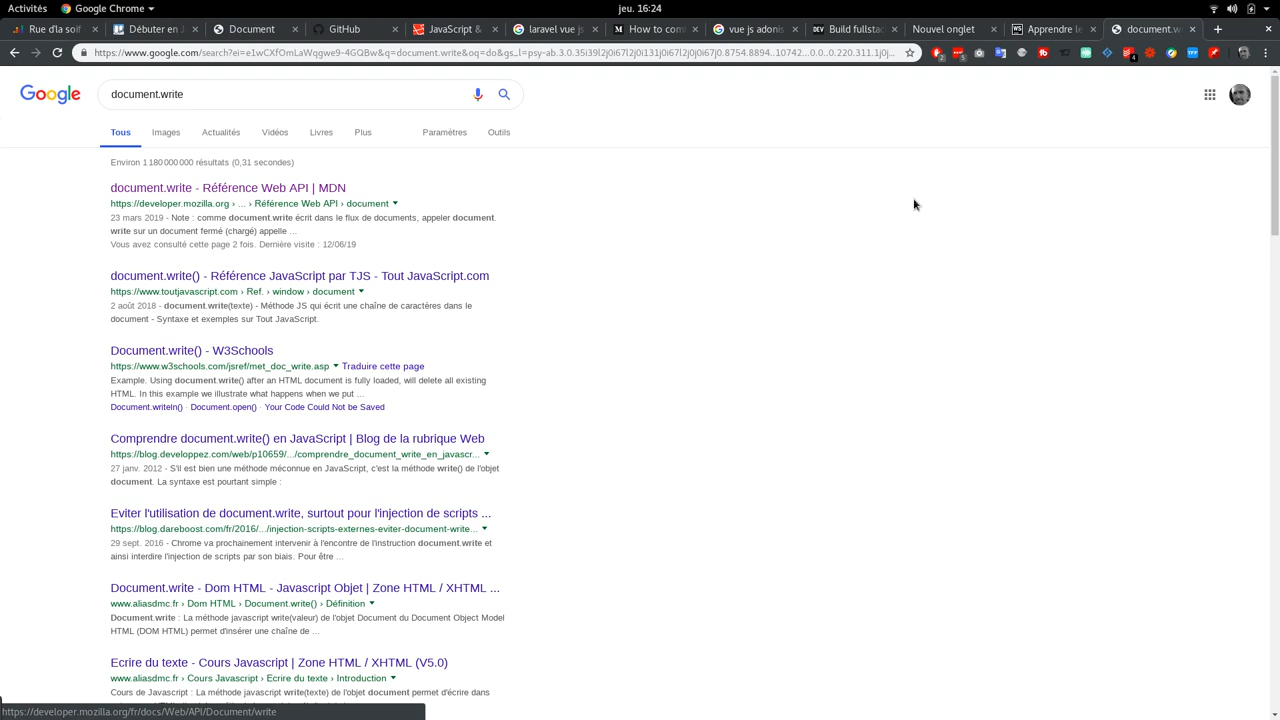 Activités
Google Chrome
jeu. 16:24
Rue d'la soif
Débuter en J
Document
GitHub
JavaScript &
laravel vuejs
How to Cons
vue js adonis
Build fullstac
Nouvel onglet
Apprendre le
document.w
https://www.google.com/search?ei=e1wCXfOmLaWqgwe9-4GQBw&q=document.write&oq=do&gs_l=psy-ab.3.0.35i39l2j0i67l2j0i131j0i67l2j0j0i67j0.8754.8894..10742...0.0..0.220.311.1j0j...
Google
document.write
Tous Images Actualités Vidéos Livres Plus Paramètres Outils
Environ 1 180 000 000 résultats (0,31 secondes)
document.write - Référence Web API | MDN
https://developer.mozilla.org › ... › Référence Web API › document
23 mars 2019 - Note : comme document.write écrit dans le flux de documents, appeler document.
write sur un document fermé (chargé) appelle ...
Vous avez consulté cette page 2 fois. Dernière visite : 12/06/19
document.write() - Référence JavaScript par TJS - Tout JavaScript.com
https://www.toutjavascript.com › Ref. › window › document
2 août 2018 - document.write(texte) - Méthode JS qui écrit une chaîne de caractères dans le
document - Syntaxe et exemples sur Tout JavaScript.
Document.write() - W3Schools
https://www.w3schools.com/jsref/met_doc_write.asp Traduire cette page
Example. Using document.write() after an HTML document is fully loaded, will delete all existing
HTML. In this example we illustrate what happens when we put ...
Document.writeln() · Document.open() · Your Code Could Not be Saved
Comprendre document.write() en JavaScript | Blog de la rubrique Web
https://blog.developpez.com/web/p10659/.../comprendre_document_write_en_javascr...
27 janv. 2012 - S'il est bien une méthode méconnue en JavaScript, c'est la méthode write() de l'objet
document. La syntaxe est pourtant simple :
Eviter l'utilisation de document.write, surtout pour l'injection de scripts ...
https://blog.dareboost.com/fr/2016/.../injection-scripts-externes-eviter-document-write...
29 sept. 2016 - Chrome va prochainement intervenir à l'encontre de l'instruction document.write et
ainsi interdire l'injection de scripts par son biais. Pour être ...
Document.write - Dom HTML - Javascript Objet | Zone HTML / XHTML ...
www.aliasdmc.fr › Dom HTML › Document.write() › Définition
Document.write : La méthode javascript write(valeur) de l'objet Document du Document Object Model
HTML (DOM HTML) permet d'insérer une chaîne de ...
Ecrire du texte - Cours Javascript | Zone HTML / XHTML (V5.0)
www.aliasdmc.fr › Cours Javascript › Ecrire du texte › Introduction
Cours de Javascript : La méthode javascript write(texte) de l'objet document permet d'écrire dans
https://developer.mozilla.org/fr/docs/Web/API/Document/write